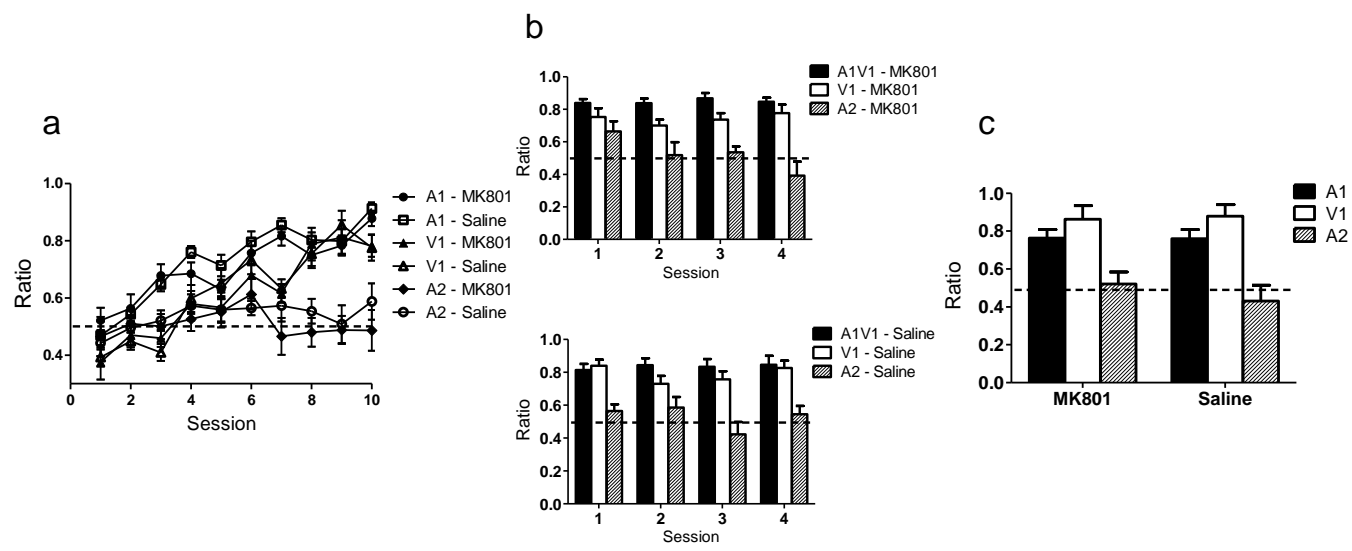 a
1.0
0.8
0.6
0.4
Ratio
0
2
4
6
8
10
Session
A1 - MK801
A1 - Saline
V1 - MK801
V1 - Saline
A2 - MK801
A2 - Saline
b
1.0
0.8
0.6
0.4
0.2
0.0
Ratio
1
2
3
4
Session
A1V1 - MK801
V1 - MK801
A2 - MK801
1.0
0.8
0.6
0.4
0.2
0.0
Ratio
1
2
3
4
Session
A1V1 - Saline
V1 - Saline
A2 - Saline
c
1.0
0.8
0.6
0.4
0.2
0.0
Ratio
MK801
Saline
A1
V1
A2